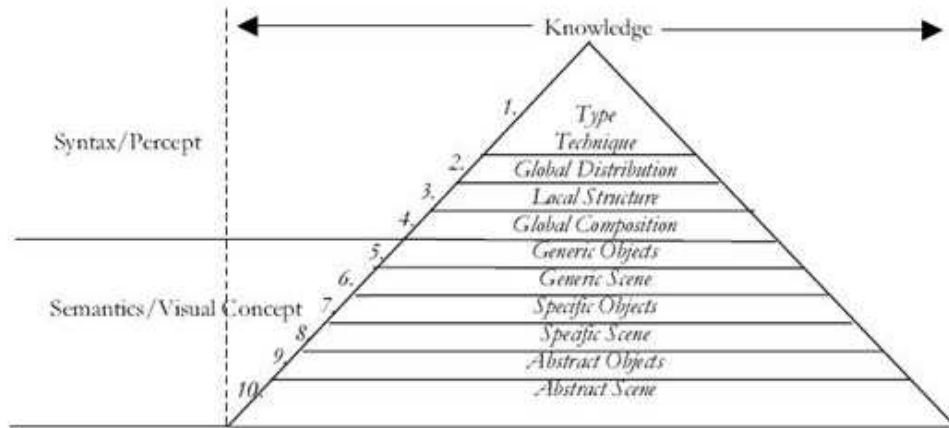 Knowledge
1.
Type
Technique
Syntax/Percept
2.
Global Distribution
3.
Local Structure
4.
Global Composition
5.
Generic Objects
6.
Generic Scene
Semantics/Visual Concept
7.
Specific Objects
8.
Specific Scene
9.
Abstract Objects
10.
Abstract Scene